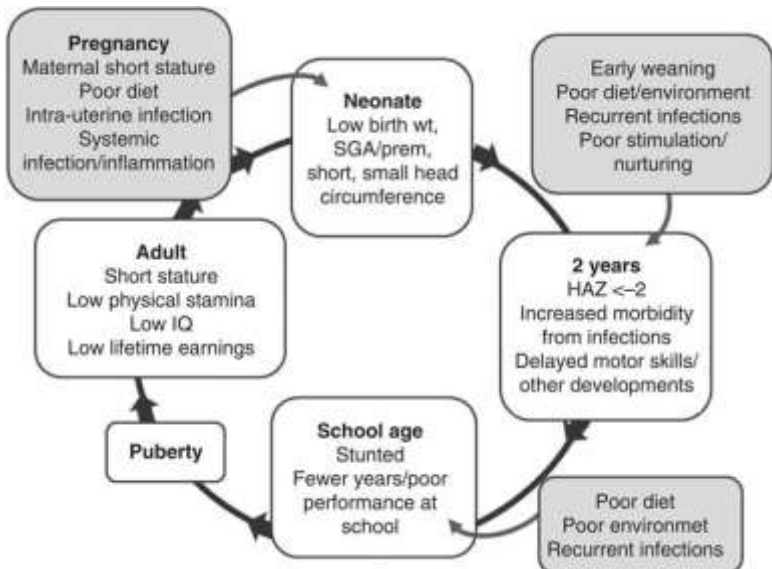 Pregnancy
Maternal short stature
Poor diet
Intra-uterine infection
Systemic
infection/inflammation
Neonate
Low birth wt,
SGA/prem,
short, small head
circumference
Early weaning
Poor diet/environment
Recurrent infections
Poor stimulation/
nurturing
Adult
Short stature
Low physical stamina
Low IQ
Low lifetime earnings
2 years
HAZ <–2
Increased morbidity
from infections
Delayed motor skills/
other developments
Puberty
School age
Stunted
Fewer years/poor
performance at
school
Poor diet
Poor environmet
Recurrent infections